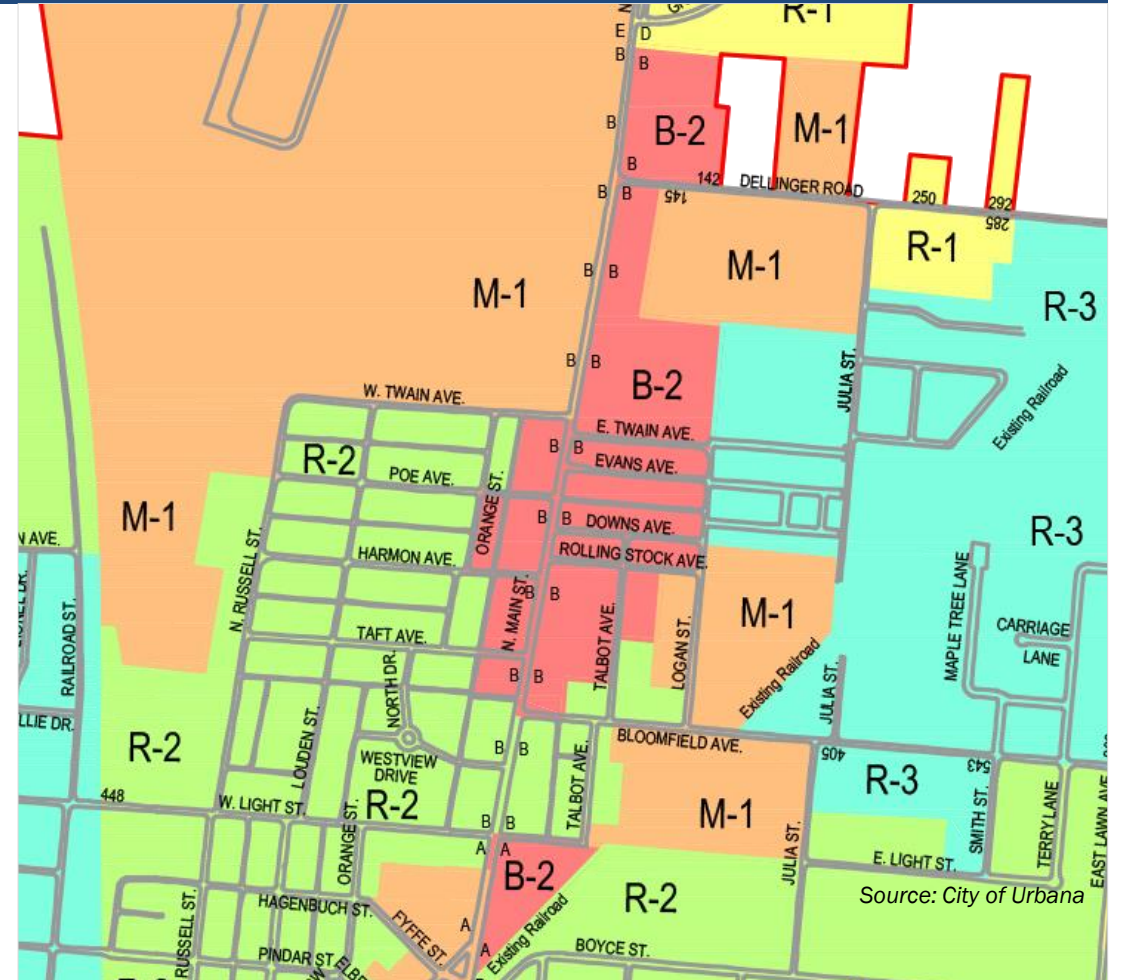 R-1
E
D
B
B
B-2
M-1
B
B
142
DELLINGER ROAD
145
250
292
285
B
B
R-1
M-1
B
B
R-3
M-1
B
B
JULIA ST.
Existing Railroad
B-2
W. TWAIN AVE.
E. TWAIN AVE.
B
B
R-2
EVANS AVE.
POE AVE.
ORANGE ST.
M-1
B
B
DOWNS AVE.
R-3
N AVE.
N. RUSSELL ST.
HARMON AVE.
ROLLING STOCK AVE.
MAPLE TREE LANE
B
B
N. MAIN ST.
M-1
RAILROAD ST.
TAFT AVE.
TALBOT AVE.
LOGAN ST.
CARRIAGE
LANE
B
B
Existing Railroad
JULIA ST.
NORTH DR.
LLIE DR.
LOUDEN ST.
BLOOMFIELD AVE.
R-2
B
B
405
543
WESTVIEW
DRIVE
R-3
448
W. LIGHT ST.
R-2
ORANGE ST.
TALBOT AVE.
M-1
SMITH ST.
TERRY LANE
EAST LAWN AVE
B
B
JULIA ST.
A
A
E. LIGHT ST.
B-2
R-2
Source: City of Urbana
HAGENBUCH ST.
FYFFE ST.
A
Existing Railroad
RUSSELL ST.
A
BOYCE ST.
PINDAR ST.